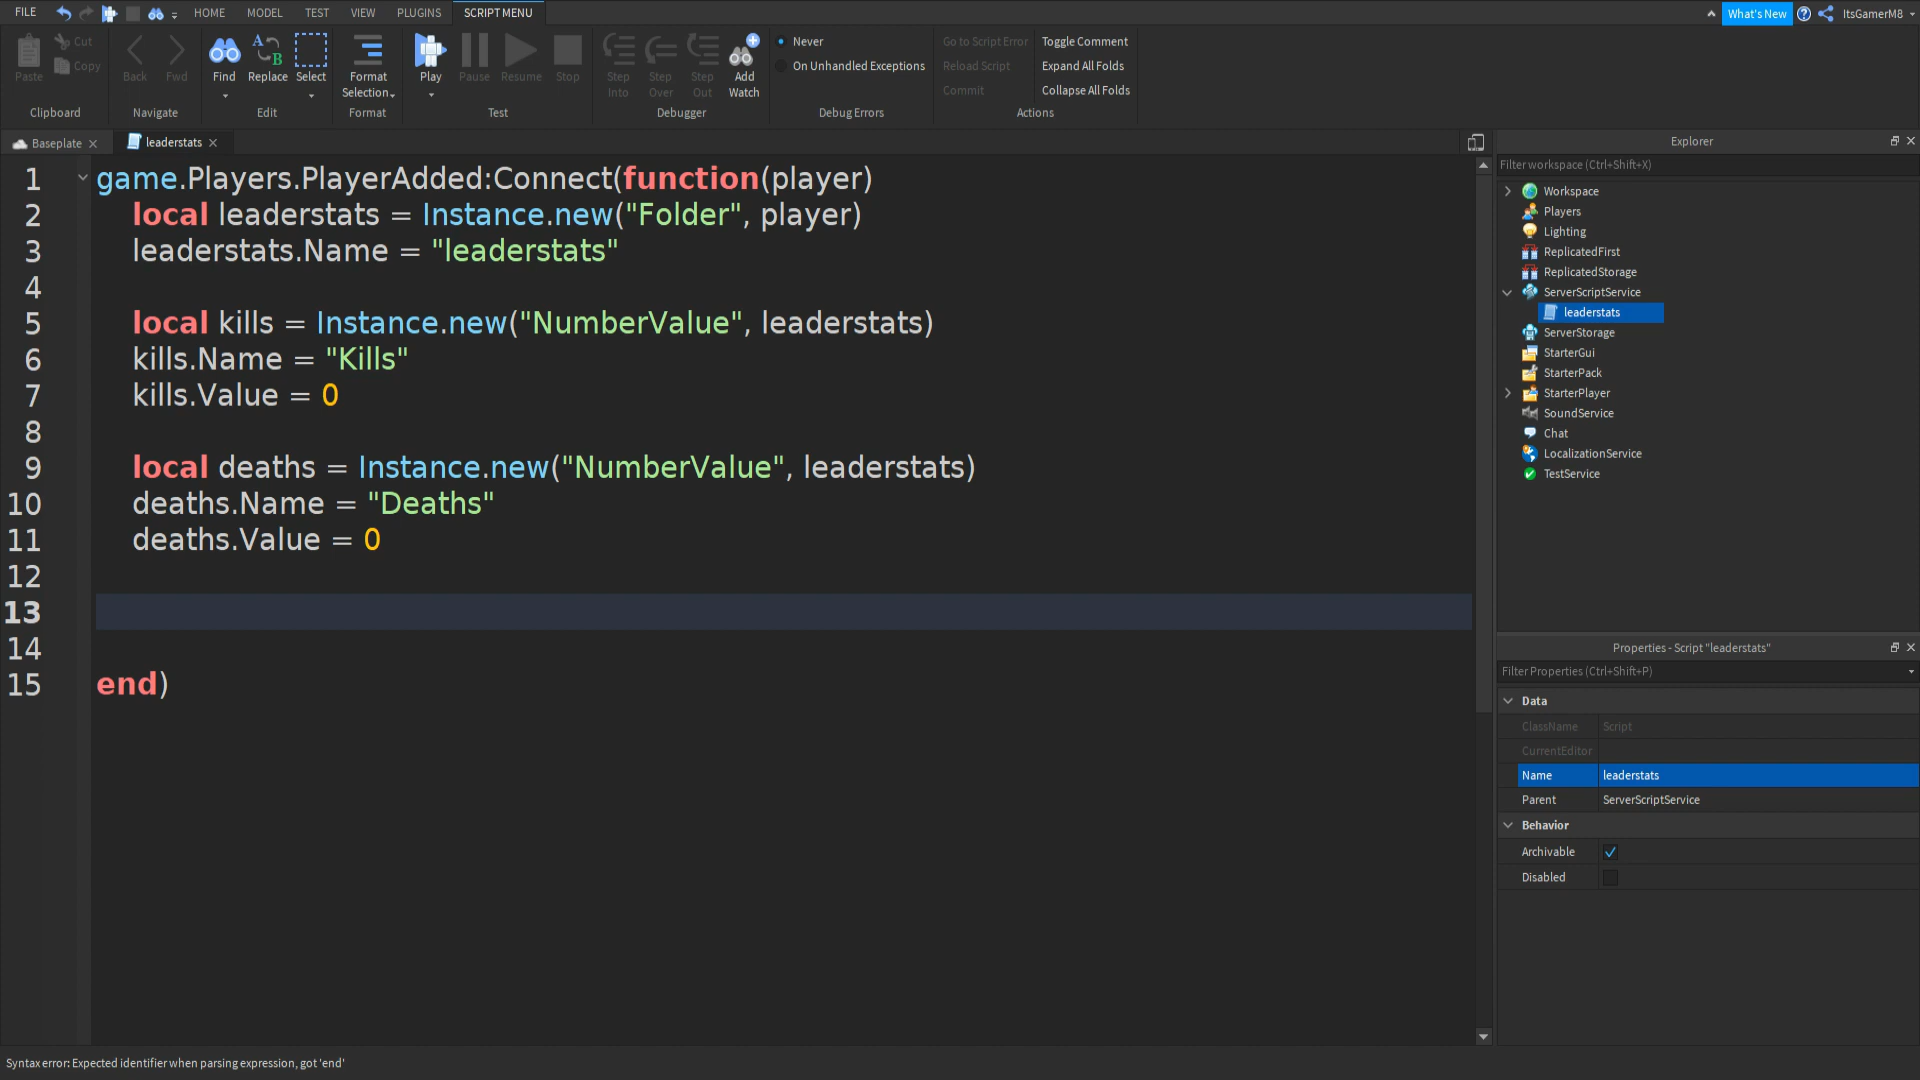 FILE HOME MODEL TEST VIEW PLUGINS SCRIPT MENU What's New ItsGamerM8
Paste Cut Copy Back Fwd Find Replace Select Format Selection Play Pause Resume Stop Step Into Step Over Step Out Add Watch
Never
On Unhandled Exceptions
Go to Script Error Toggle Comment
Reload Script Expand All Folds
Commit Collapse All Folds
Clipboard Navigate Edit Format Test Debugger Debug Errors Actions
Baseplate leaderstats
1 game.Players.PlayerAdded:Connect(function(player)
2 local leaderstats = Instance.new("Folder", player)
3 leaderstats.Name = "leaderstats"
4
5 local kills = Instance.new("NumberValue", leaderstats)
6 kills.Name = "Kills"
7 kills.Value = 0
8
9 local deaths = Instance.new("NumberValue", leaderstats)
10 deaths.Name = "Deaths"
11 deaths.Value = 0
12
13
14
15 end)
Explorer
Filter workspace (Ctrl+Shift+X)
Workspace
Players
Lighting
ReplicatedFirst
ReplicatedStorage
ServerScriptService
leaderstats
ServerStorage
StarterGui
StarterPack
StarterPlayer
SoundService
Chat
LocalizationService
TestService
Properties - Script "leaderstats"
Filter Properties (Ctrl+Shift+P)
Data
ClassName Script
CurrentEditor
Name leaderstats
Parent ServerScriptService
Behavior
Archivable
Disabled
Syntax error: Expected identifier when parsing expression, got 'end'